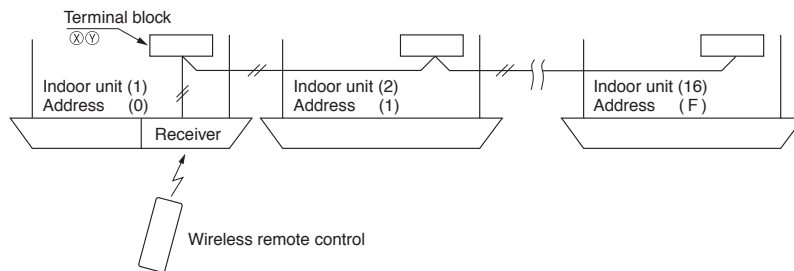 Terminal block
ⓍⓎ
Indoor unit (1)
Address (0)
Indoor unit (2)
Address (1)
Indoor unit (16)
Address (F)
Receiver
Wireless remote control